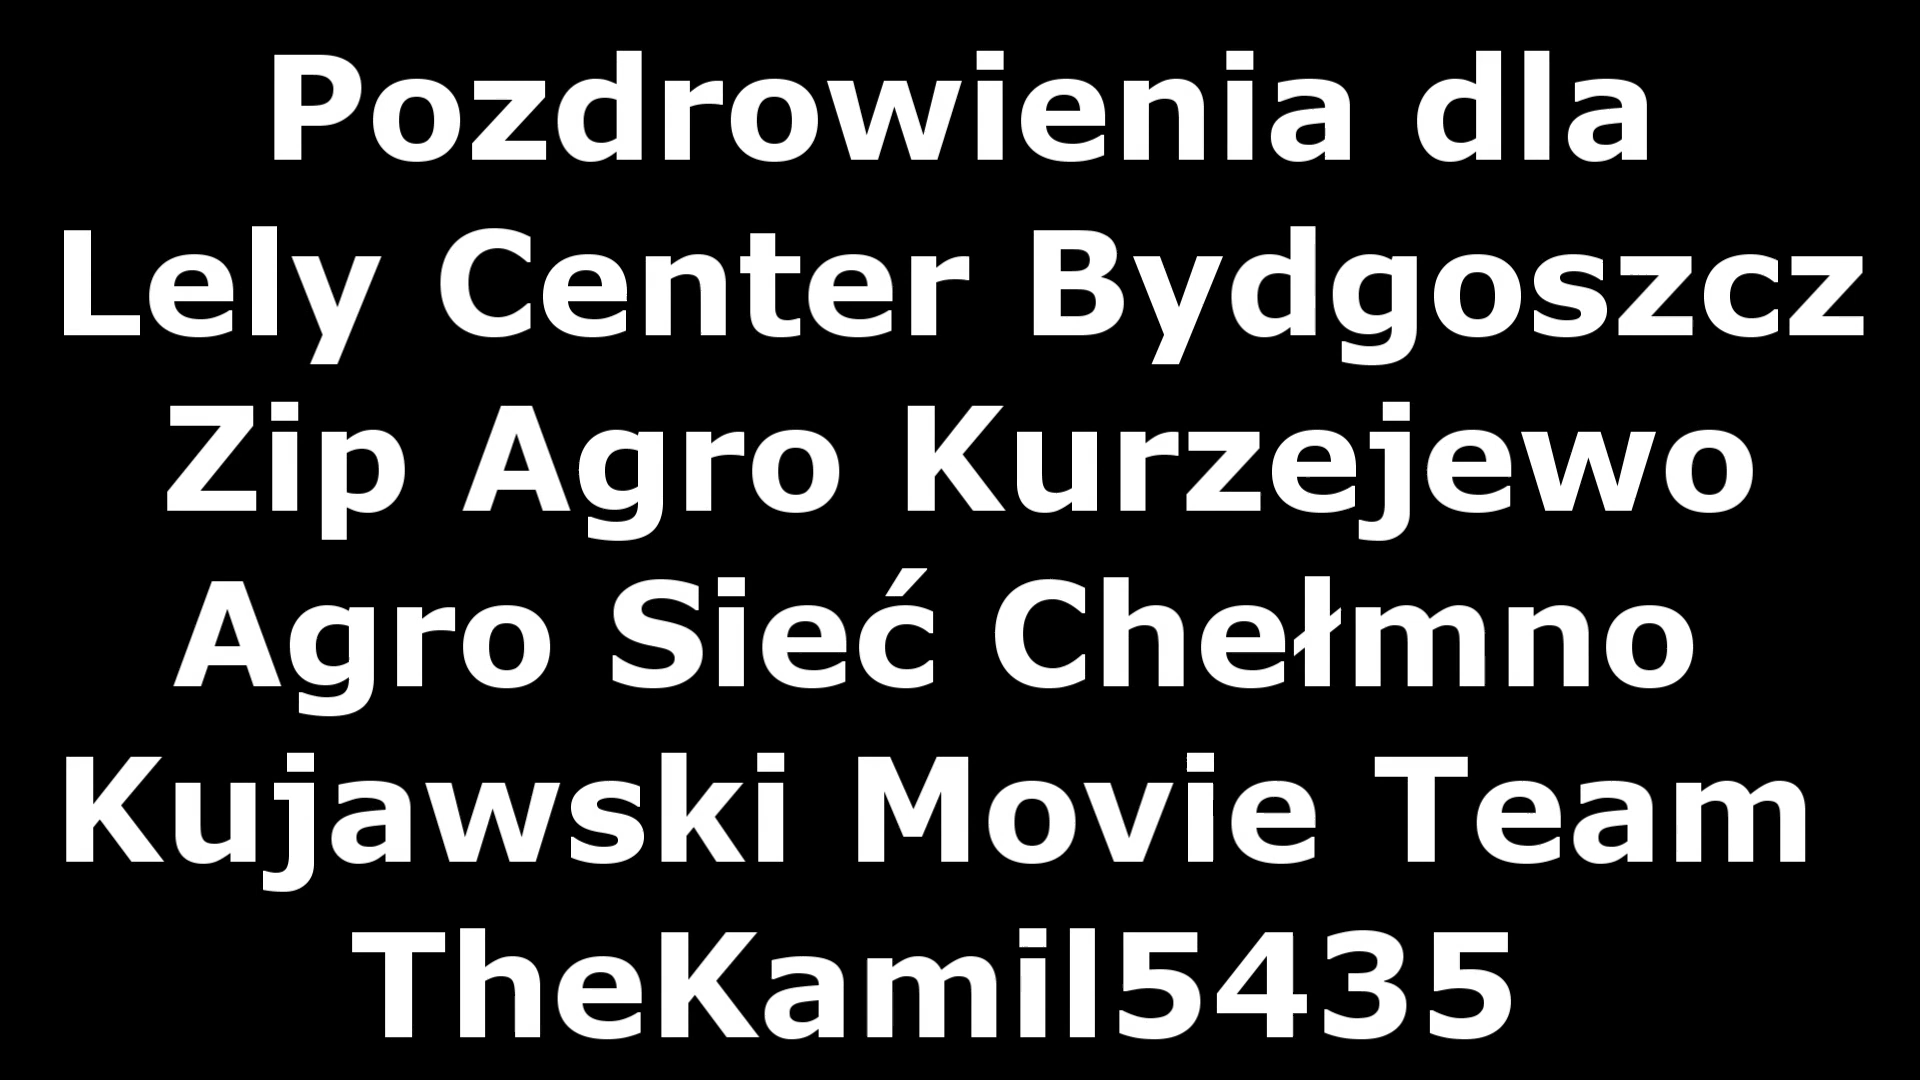 Pozdrowienia dla
Lely Center Bydgoszcz
Zip Agro Kurzejewo
Agro Sieć Chełmno
Kujawski Movie Team
TheKamil5435